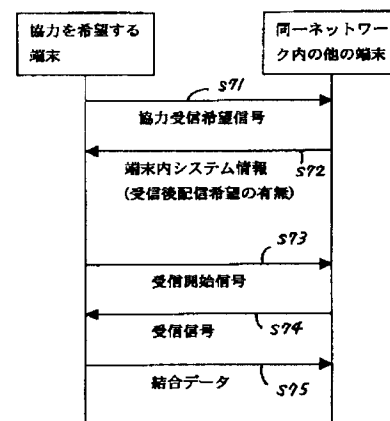 協力を希望する
端末
同一ネットワー
ク内の他の端末
S71
協力受信希望信号
S72
端末内システム情報
(受信後配信希望の有無)
S73
受信開始信号
S74
受信信号
S75
結合データ